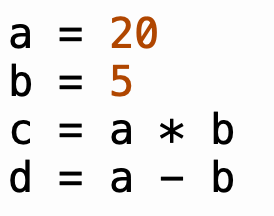 a = 20
b = 5
c = a * b
d = a - b